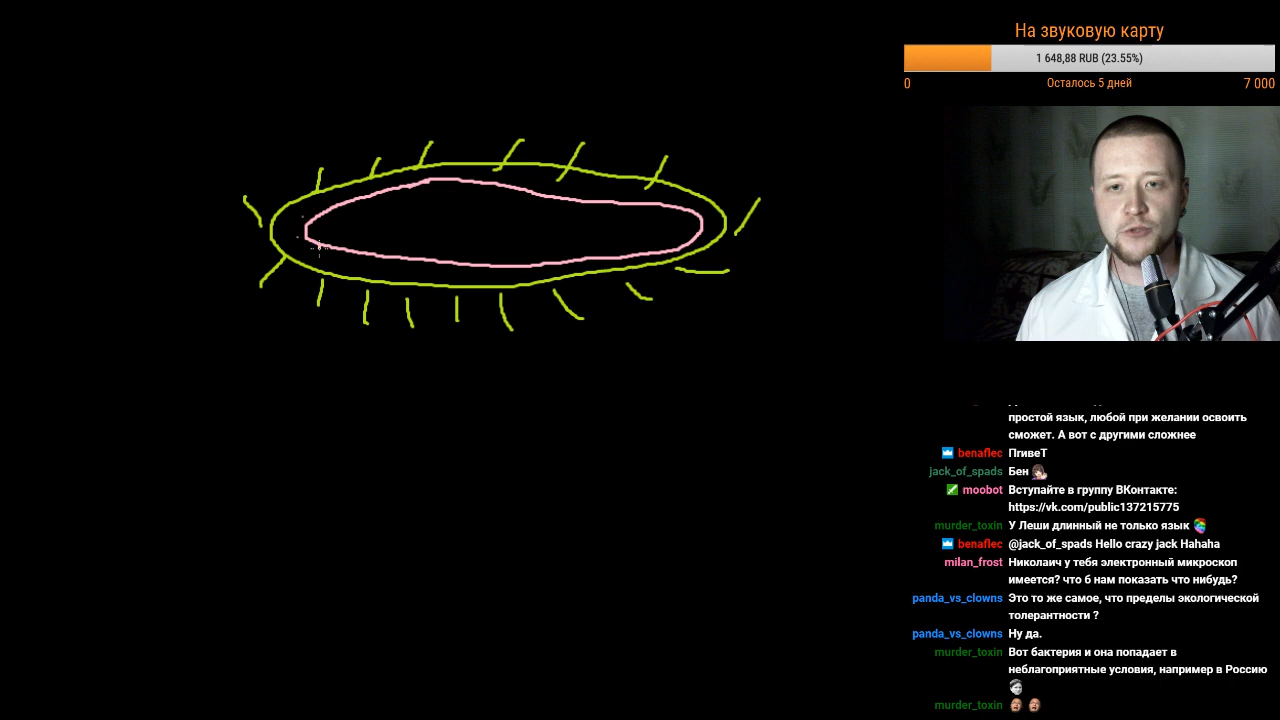 На звуковую карту
1 648,88 RUB (23.55%)
0 Осталось 5 дней 7 000
простой язык, любой при желании освоить
сможет. А вот с другими сложнее
benaflec ПгивеТ
jack_of_spads Бен
moobot Вступайте в группу ВКонтакте:
https://vk.com/public137215775
murder_toxin У Леши длинный не только язык
benaflec @jack_of_spads Hello crazy jack Hahaha
milan_frost Николаич у тебя электронный микроскоп
имеется? что б нам показать что нибудь?
panda_vs_clowns Это то же самое, что пределы экологической
толерантности ?
panda_vs_clowns Ну да.
murder_toxin Вот бактерия и она попадает в
неблагоприятные условия, например в Россию
murder_toxin